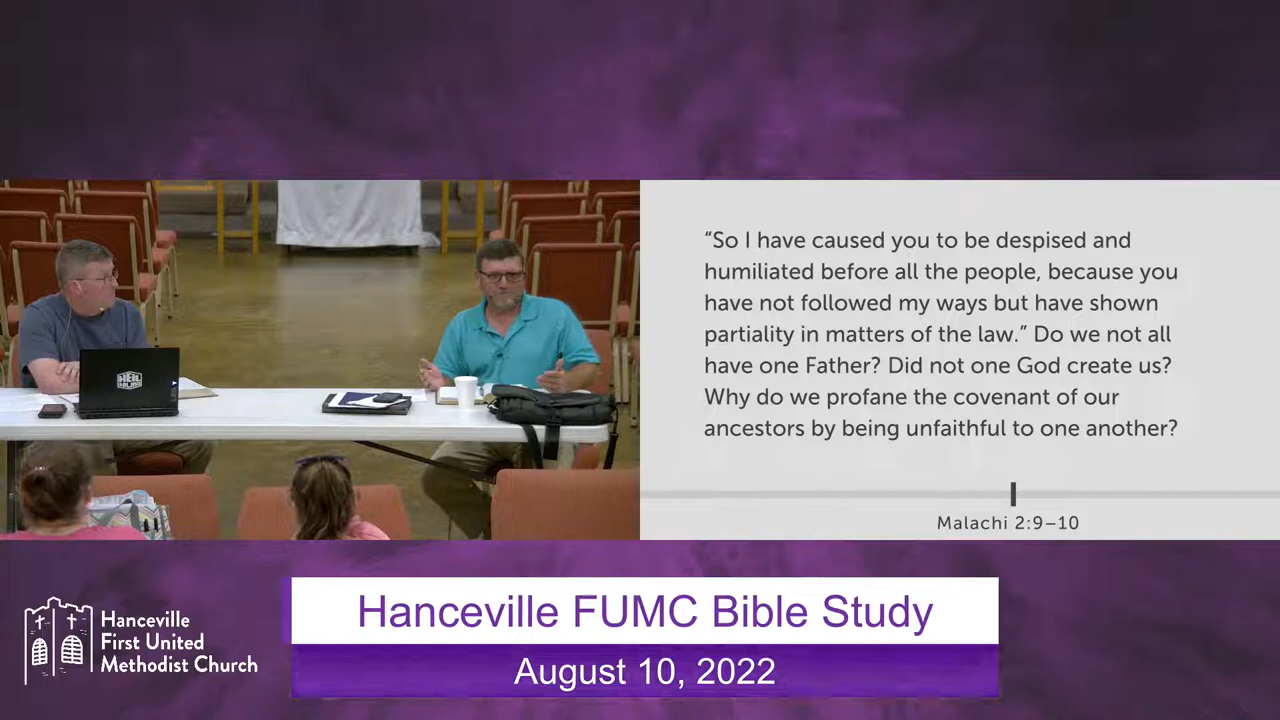 “So I have caused you to be despised and
humiliated before all the people, because you
have not followed my ways but have shown
partiality in matters of the law.” Do we not all
have one Father? Did not one God create us?
Why do we profane the covenant of our
ancestors by being unfaithful to one another?
Malachi 2:9–10
Hanceville
First United
Methodist Church
Hanceville FUMC Bible Study
August 10, 2022